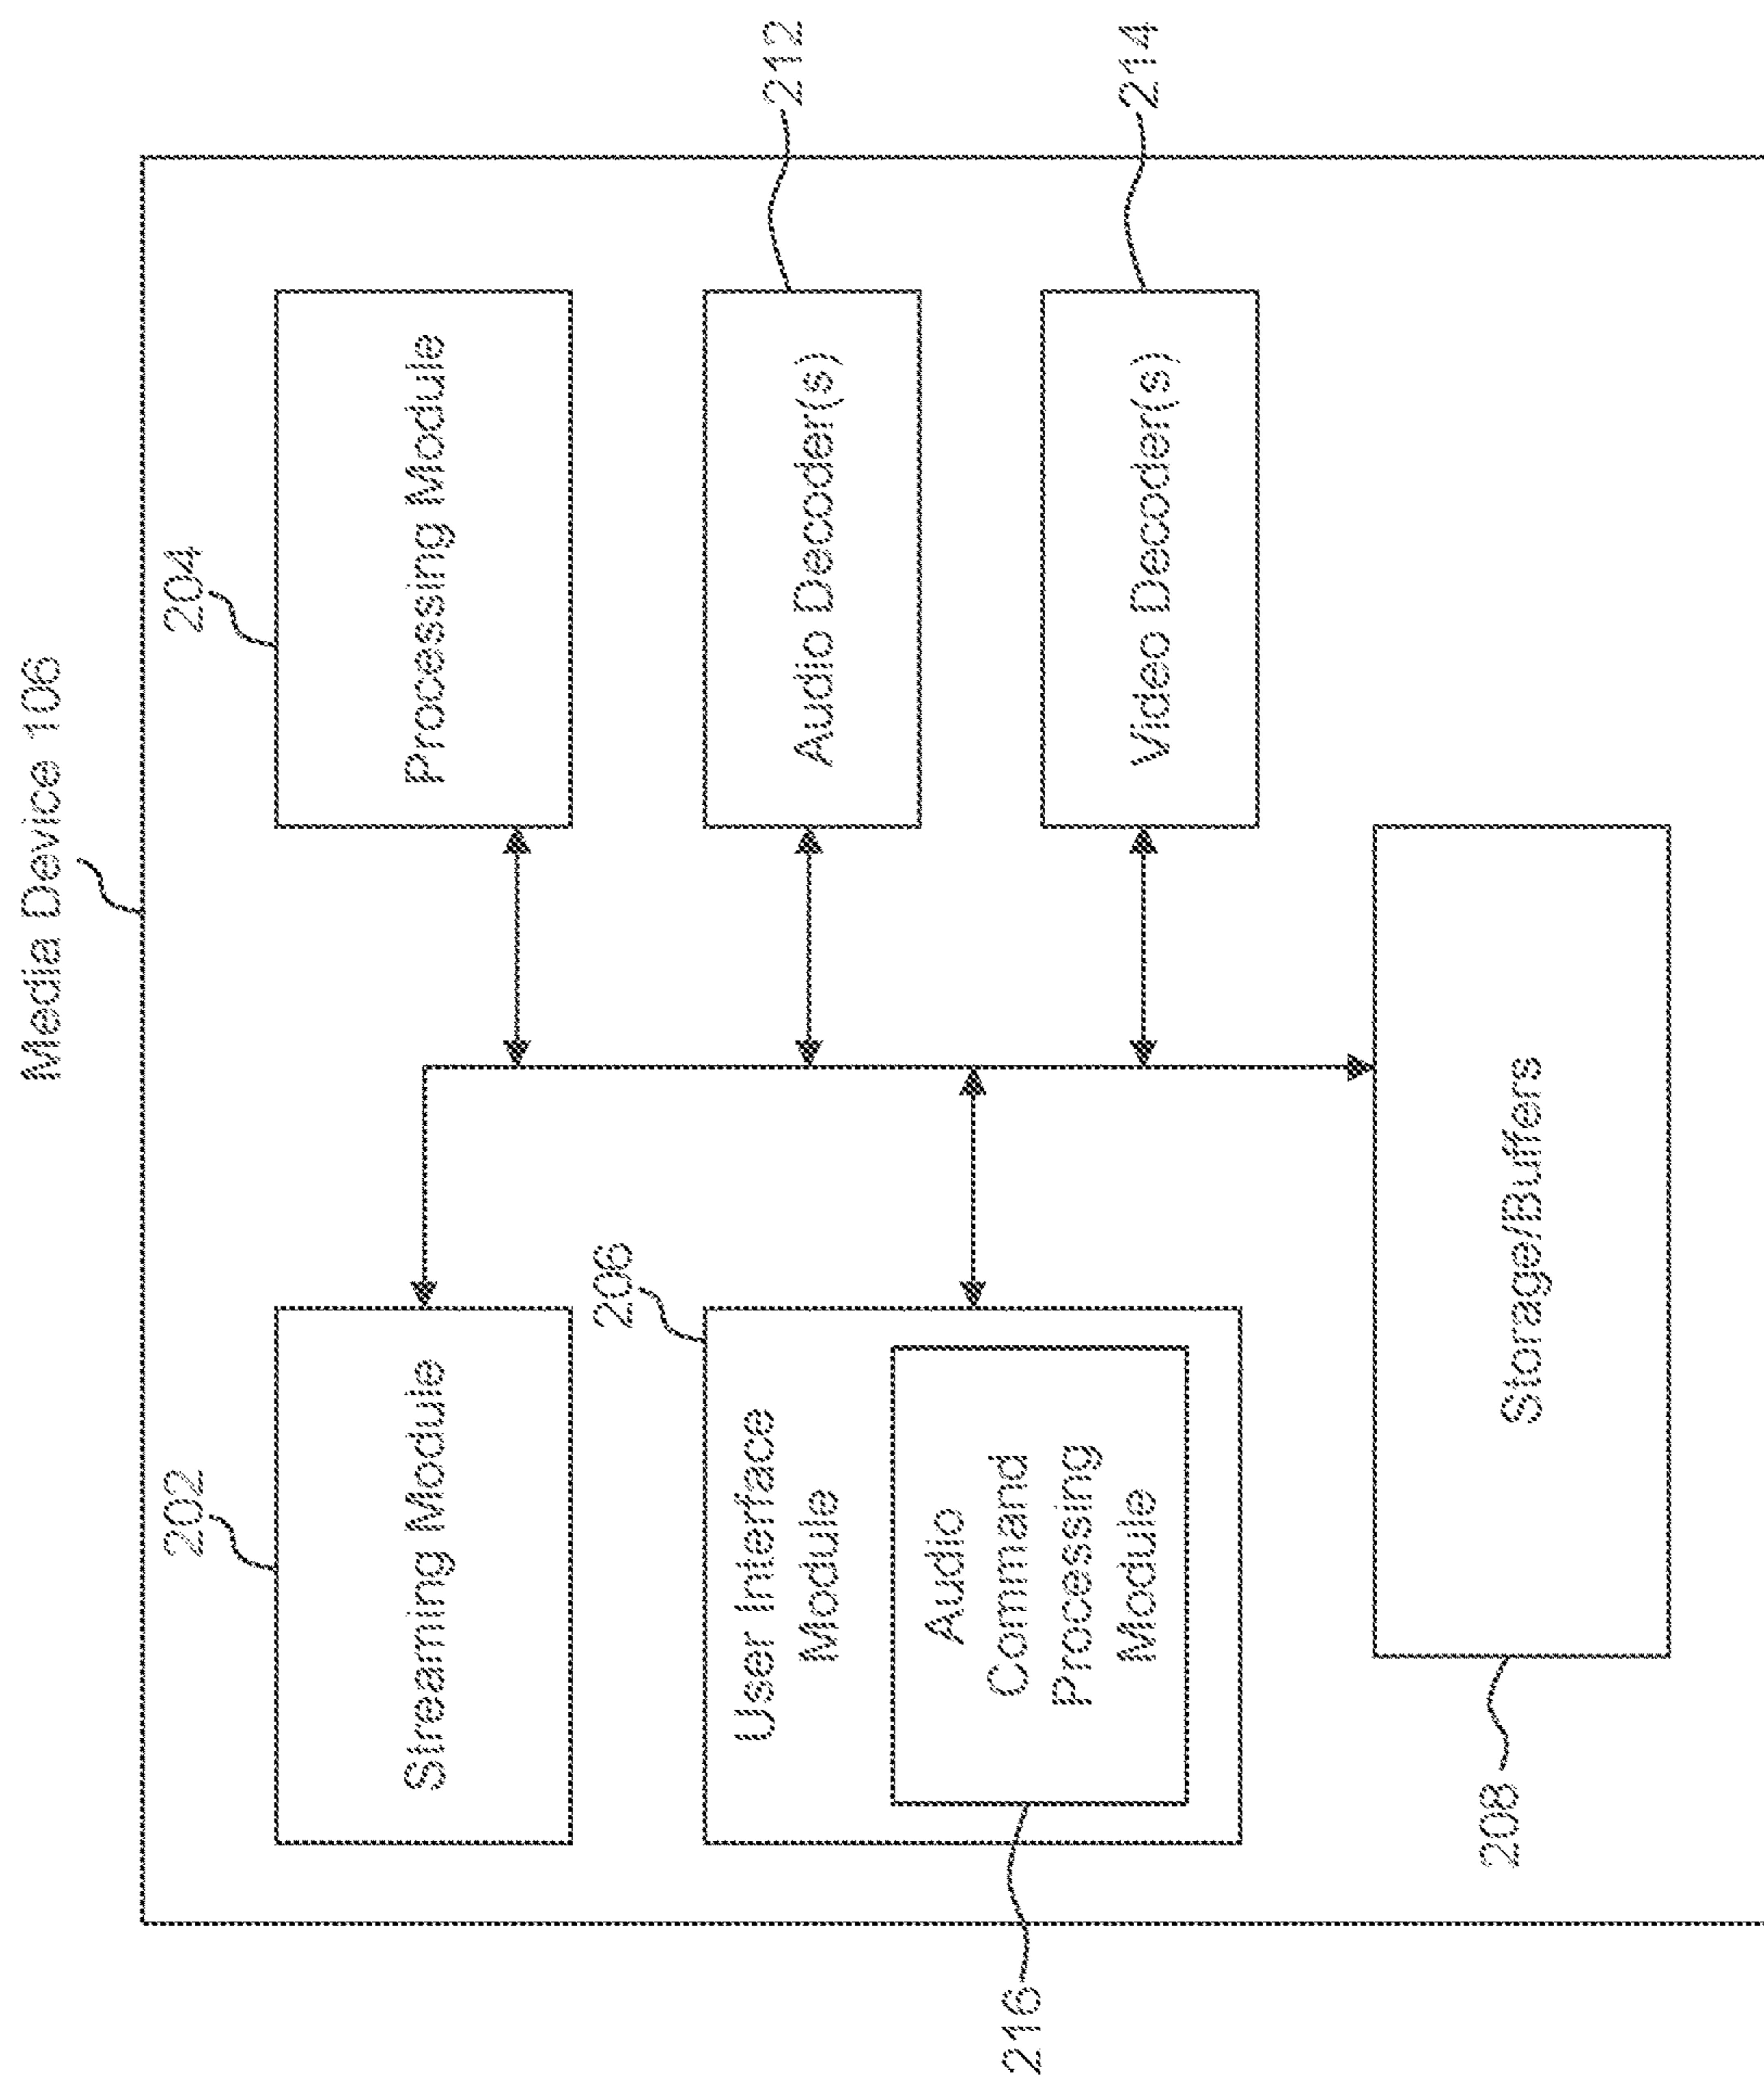 Media Device 106
202
204
Streaming Module
Processing Module
206
212
User Interface
Module
Audio Decoder(s)
216
Audio
Command
Processing
Module
214
Video Decoder(s)
208
Storage/Buffers